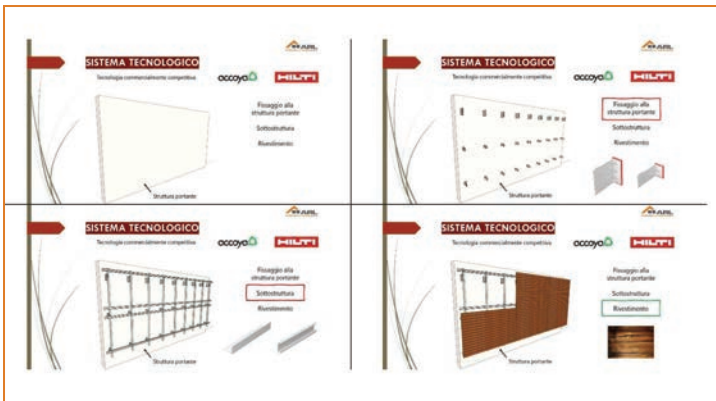 SISTEMA TECNOLOGICO
Tecnologia commercialmente competitiva
accoya
HILTI
Fissaggio alla
struttura portante
Sottostruttura
Rivestimento
Struttura portante
SISTEMA TECNOLOGICO
Tecnologia commercialmente competitiva
accoya
HILTI
Fissaggio alla
struttura portante
Sottostruttura
Rivestimento
Struttura portante
SISTEMA TECNOLOGICO
Tecnologia commercialmente competitiva
accoya
HILTI
Fissaggio alla
struttura portante
Sottostruttura
Rivestimento
Struttura portante
SISTEMA TECNOLOGICO
Tecnologia commercialmente competitiva
accoya
HILTI
Fissaggio alla
struttura portante
Sottostruttura
Rivestimento
Struttura portante